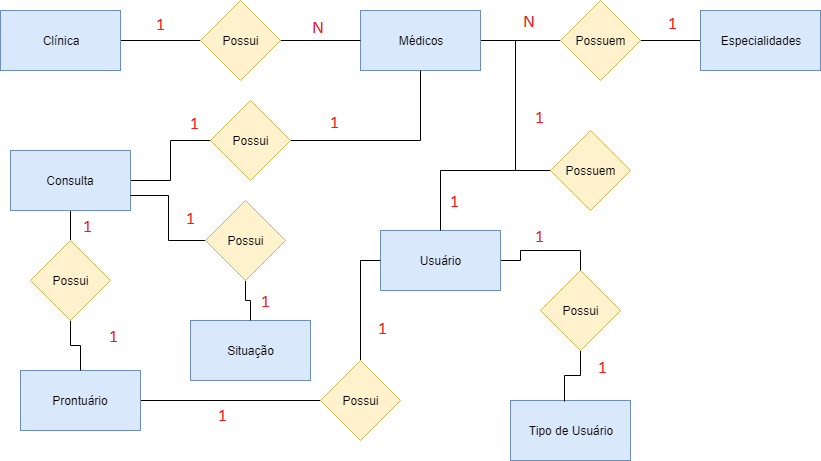 1
N
N
1
Clínica
Possui
Médicos
Possuem
Especialidades
1
1
1
Possui
Possuem
Consulta
1
1
1
1
Possui
Usuário
Possui
1
Possui
1
1
Situação
1
1
Prontuário
Possui
1
Tipo de Usuário